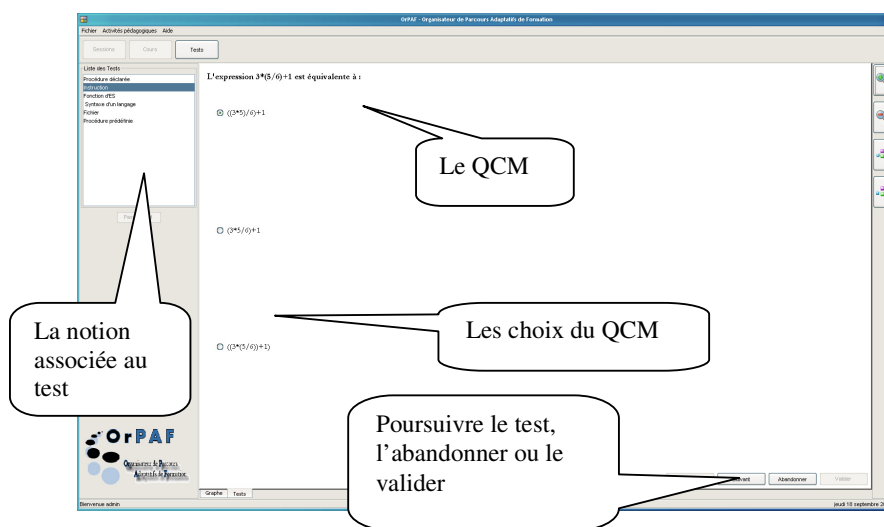 OrPAF - Organisateur de Parcours Adaptatifs de Formation
Fichier Activités pédagogiques Aide
Sessions Cours Tests
Liste des Tests
Procédure déclarée
Instruction
Fonction d'ES
Syntaxe d'un langage
Fichier
Procédure prédéfinie
L'expression 3*(5/6)+1 est équivalente à :
((3*5)/6)+1
Le QCM
(3*5/6)+1
La notion
associée au
test
Les choix du QCM
((3*(5/6))+1)
Poursuivre le test,
l'abandonner ou le
valider
OrPAF
Organisateur de Parcours
Adaptatifs de Formation
Abandonner Valider
Graphe Tests
Bienvenue admin
jeudi 18 septembre